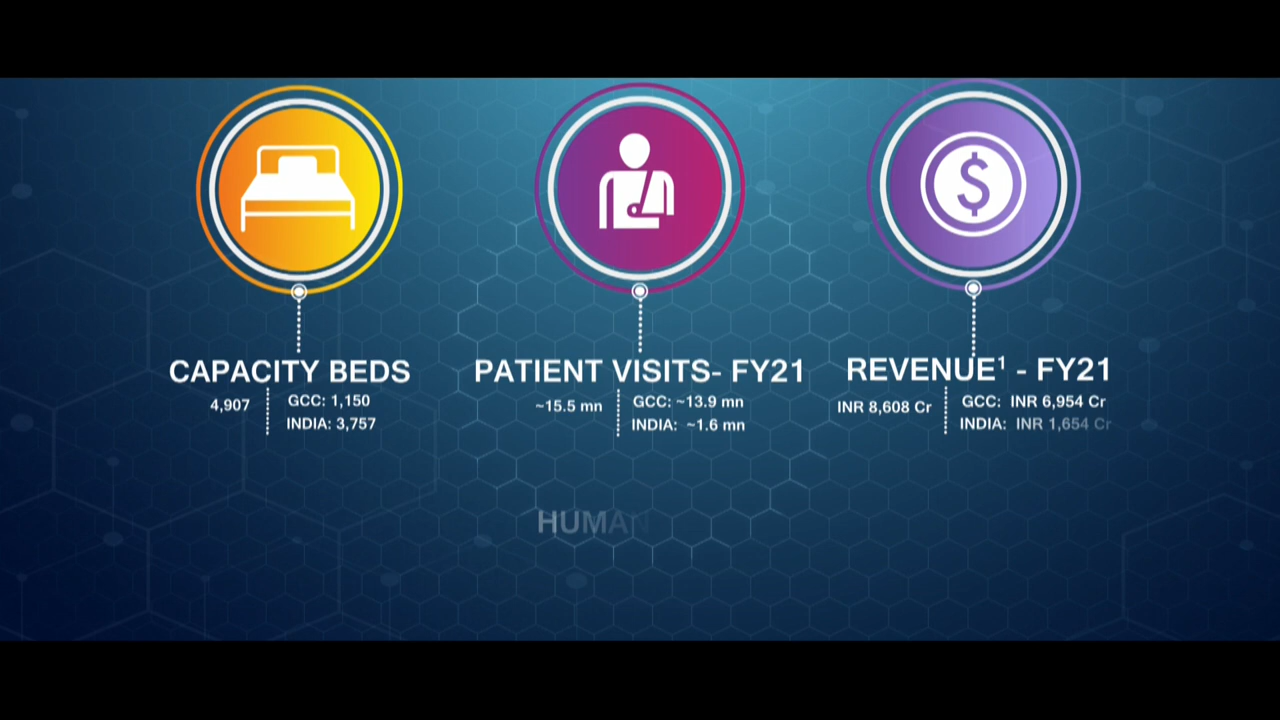 CAPACITY BEDS
4,907
GCC: 1,150
INDIA: 3,757
PATIENT VISITS- FY21
~15.5 mn
GCC: ~13.9 mn
INDIA: ~1.6 mn
REVENUE¹ - FY21
INR 8,608 Cr
GCC: INR 6,954 Cr
INDIA: INR 1,654 Cr
HUMAN